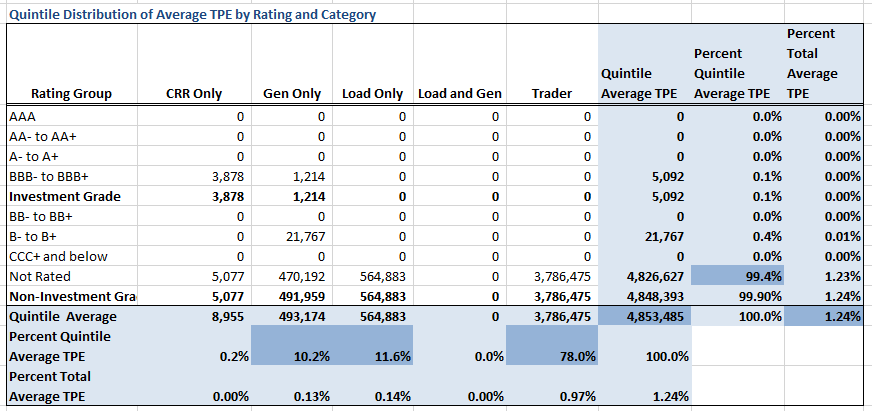 Quintile Distribution of Average TPE by Rating and Category
Percent
Percent Total
Quintile Quintile Average
Rating Group CRR Only Gen Only Load Only Load and Gen Trader Average TPE Average TPE TPE
AAA 0 0 0 0 0 0 0.0% 0.00%
AA- to AA+ 0 0 0 0 0 0 0.0% 0.00%
A- to A+ 0 0 0 0 0 0 0.0% 0.00%
BBB- to BBB+ 3,878 1,214 0 0 0 5,092 0.1% 0.00%
Investment Grade 3,878 1,214 0 0 0 5,092 0.1% 0.00%
BB- to BB+ 0 0 0 0 0 0 0.0% 0.00%
B- to B+ 0 21,767 0 0 0 21,767 0.4% 0.01%
CCC+ and below 0 0 0 0 0 0 0.0% 0.00%
Not Rated 5,077 470,192 564,883 0 3,786,475 4,826,627 99.4% 1.23%
Non-Investment Gra 5,077 491,959 564,883 0 3,786,475 4,848,393 99.90% 1.24%
Quintile Average 8,955 493,174 564,883 0 3,786,475 4,853,485 100.0% 1.24%
Percent Quintile
Average TPE 0.2% 10.2% 11.6% 0.0% 78.0% 100.0%
Percent Total
Average TPE 0.00% 0.13% 0.14% 0.00% 0.97% 1.24%